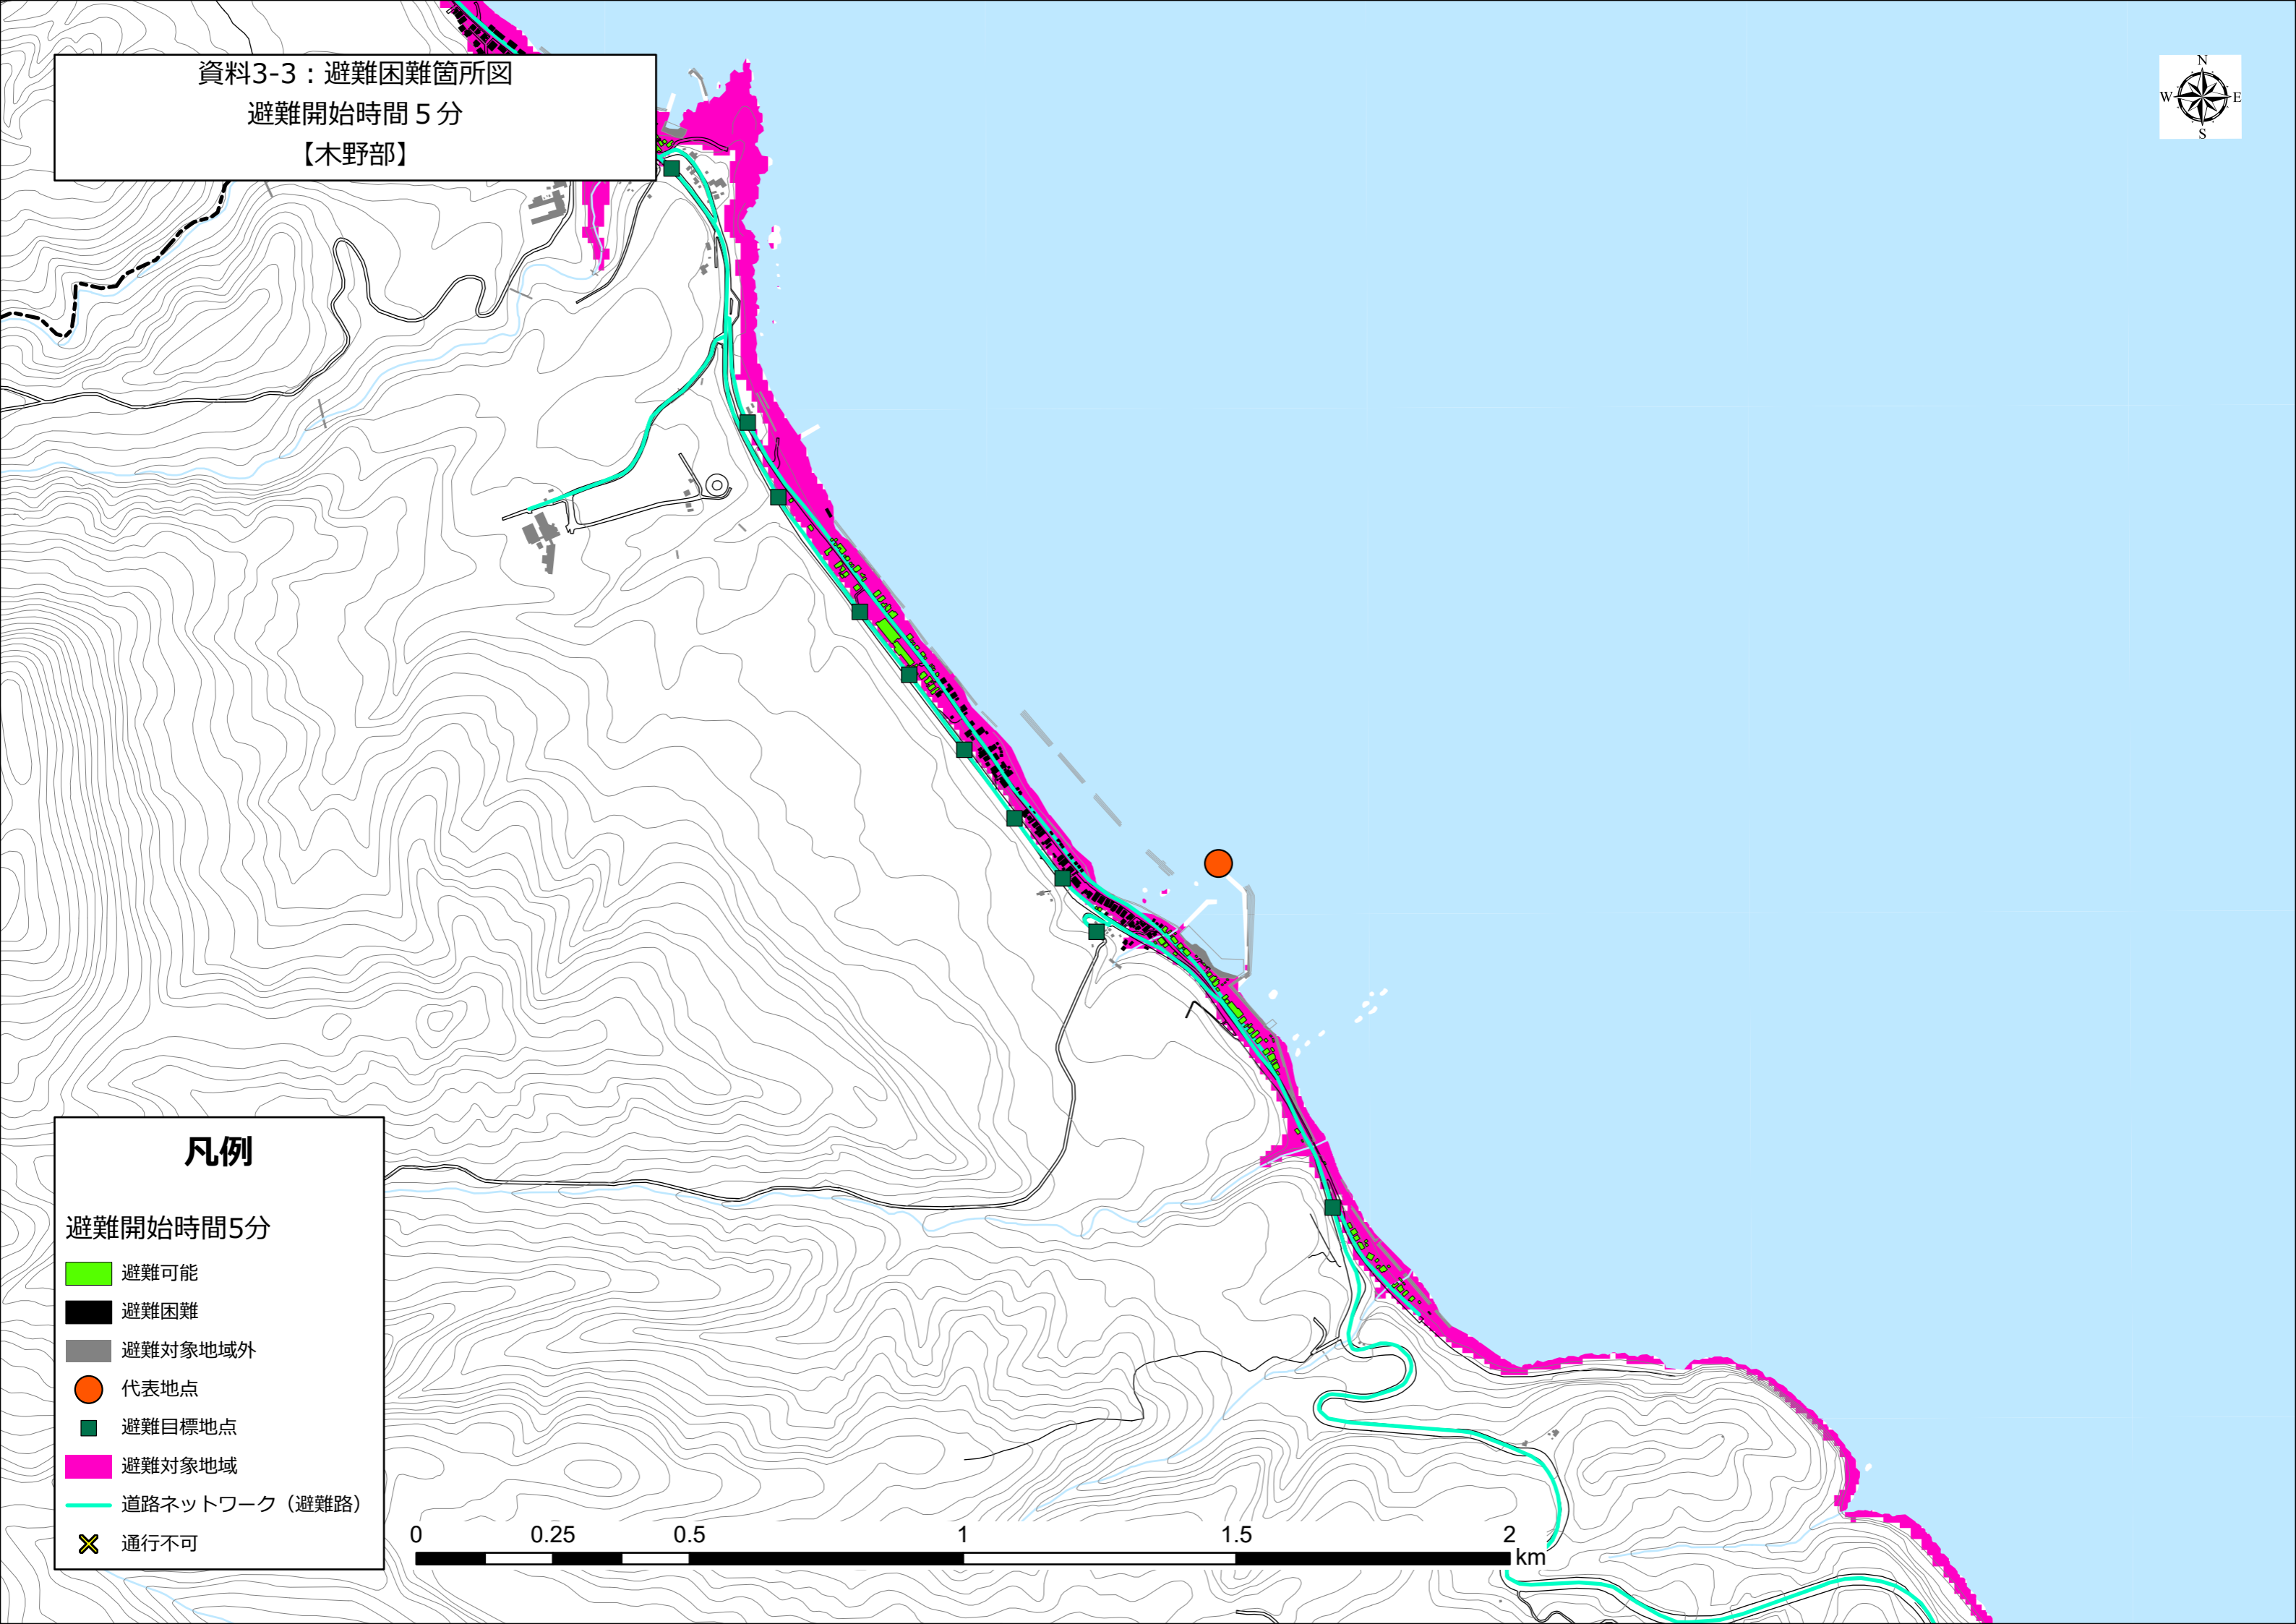 資料3-3：避難困難箇所図
避難開始時間５分
【木野部】
N
W E
S
凡例
避難開始時間5分
避難可能
避難困難
避難対象地域外
代表地点
避難目標地点
避難対象地域
道路ネットワーク（避難路）
通行不可
0 0.25 0.5 1 1.5 2
km